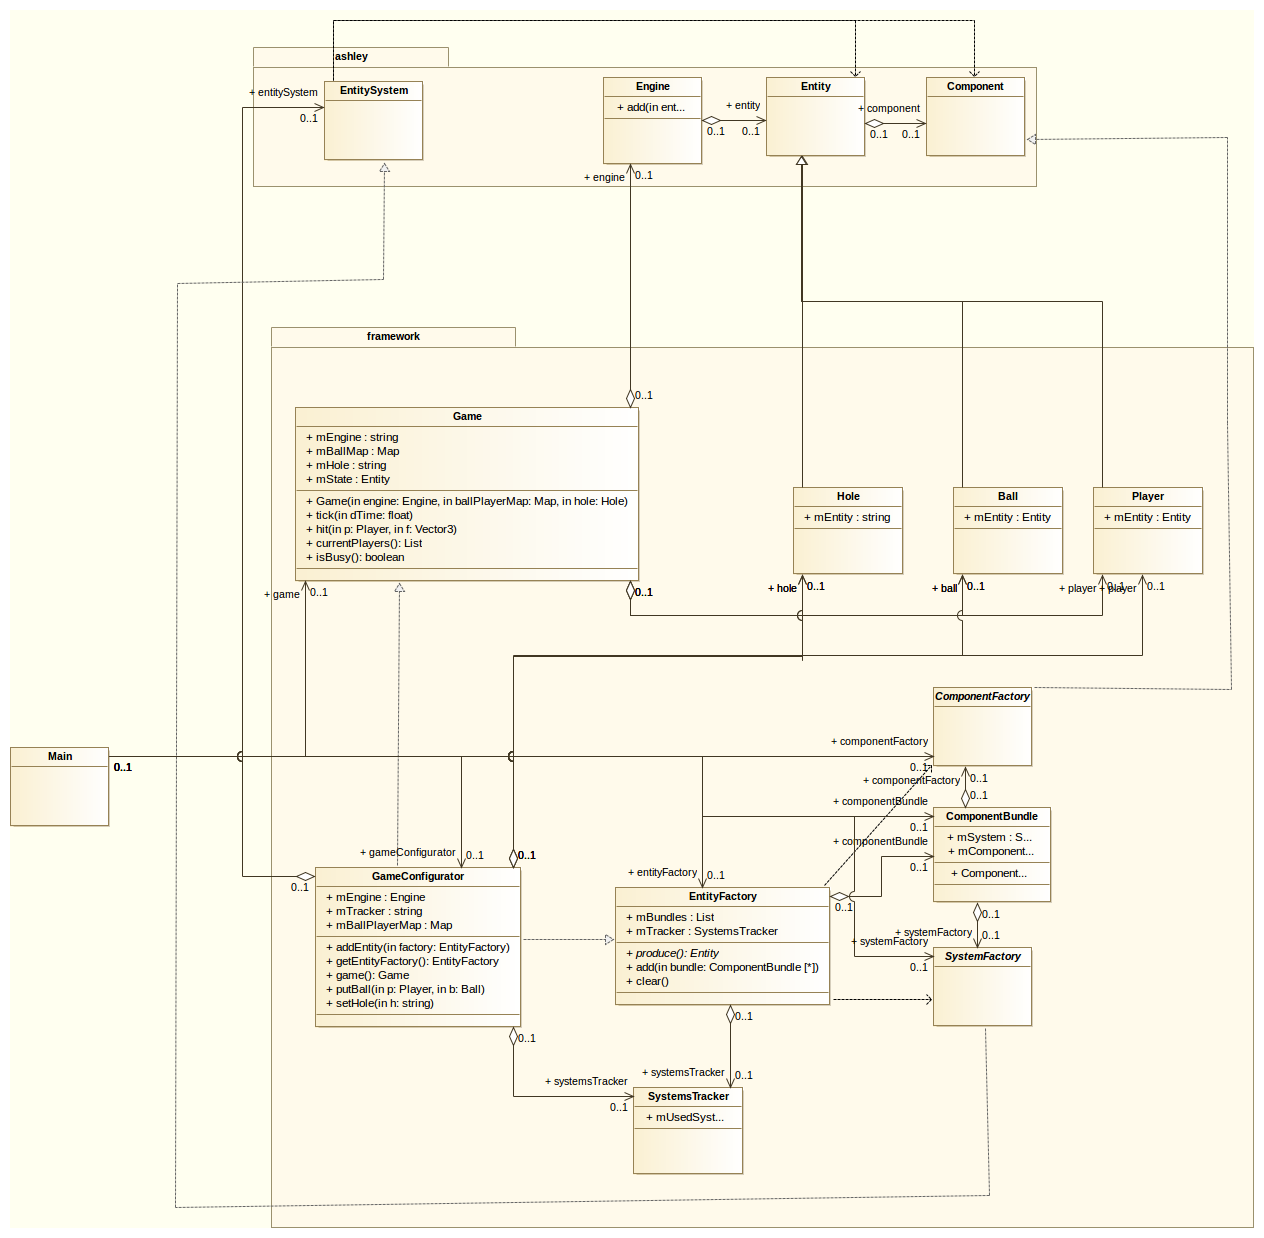 ashley
EntitySystem
+ entitySystem
0..1
Engine
+ add(in ent...
+ entity
0..1
0..1
Entity
+ component
0..1
0..1
Component
+ engine
0..1
framework
0..1
Game
+ mEngine : string
+ mBallMap : Map
+ mHole : string
+ mState : Entity
+ Game(in engine: Engine, in ballPlayerMap: Map, in hole: Hole)
+ tick(in dTime: float)
+ hit(in p: Player, in f: Vector3)
+ currentPlayers(): List
+ isBusy(): boolean
Hole
+ mEntity : string
Ball
+ mEntity : Entity
Player
+ mEntity : Entity
+ game
0..1
0..1
+ hole
0..1
+ ball
0..1
+ player
0..1
+ player
0..1
ComponentFactory
Main
0..1
+ componentFactory
0..1
+ componentFactory
0..1
0..1
+ componentBundle
0..1
+ componentBundle
0..1
ComponentBundle
+ mSystem : S...
+ mComponent...
+ Component...
+ gameConfigurator
0..1
0..1
0..1
GameConfigurator
+ mEngine : Engine
+ mTracker : string
+ mBallPlayerMap : Map
+ addEntity(in factory: EntityFactory)
+ getEntityFactory(): EntityFactory
+ game(): Game
+ putBall(in p: Player, in b: Ball)
+ setHole(in h: string)
+ entityFactory
0..1
EntityFactory
+ mBundles : List
+ mTracker : SystemsTracker
+ produce(): Entity
+ add(in bundle: ComponentBundle [*])
+ clear()
0..1
0..1
+ systemFactory
0..1
+ systemFactory
0..1
SystemFactory
0..1
0..1
+ systemsTracker
0..1
+ systemsTracker
0..1
SystemsTracker
+ mUsedSyst...